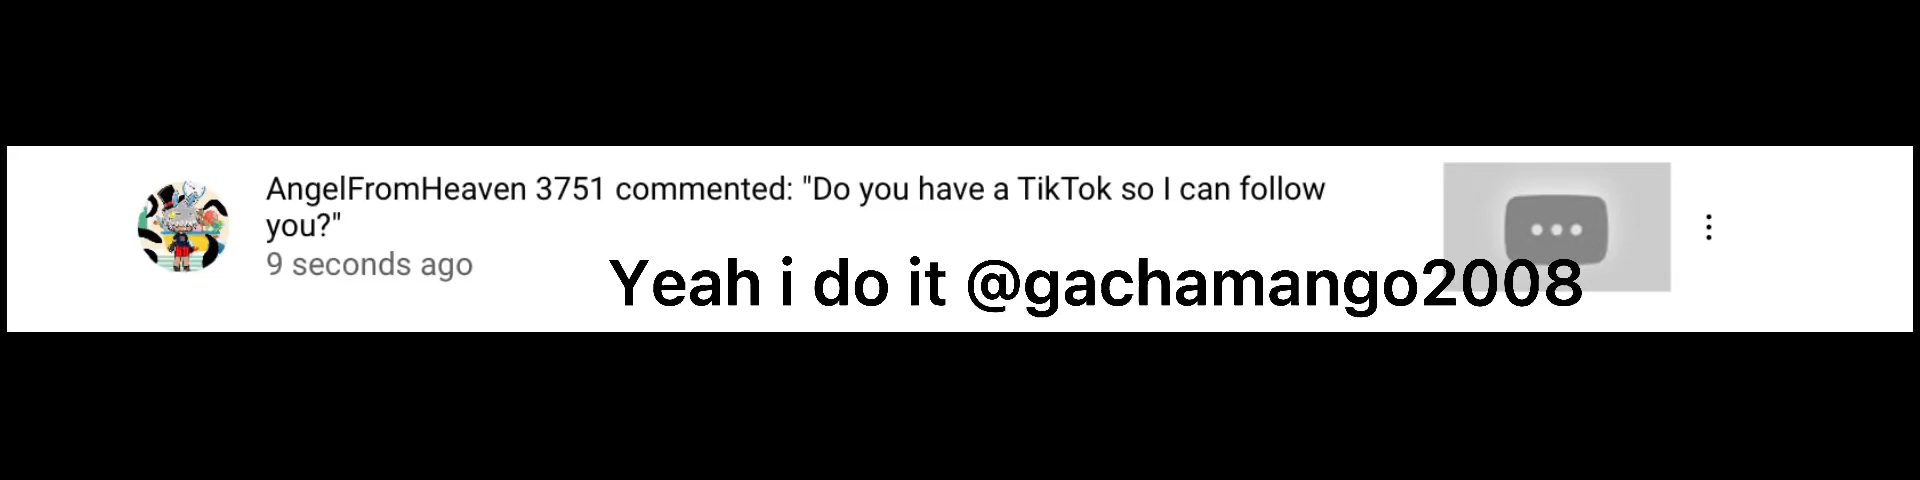 AngelFromHeaven 3751 commented: "Do you have a TikTok so I can follow
you?"
9 seconds ago
Yeah i do it @gachamango2008